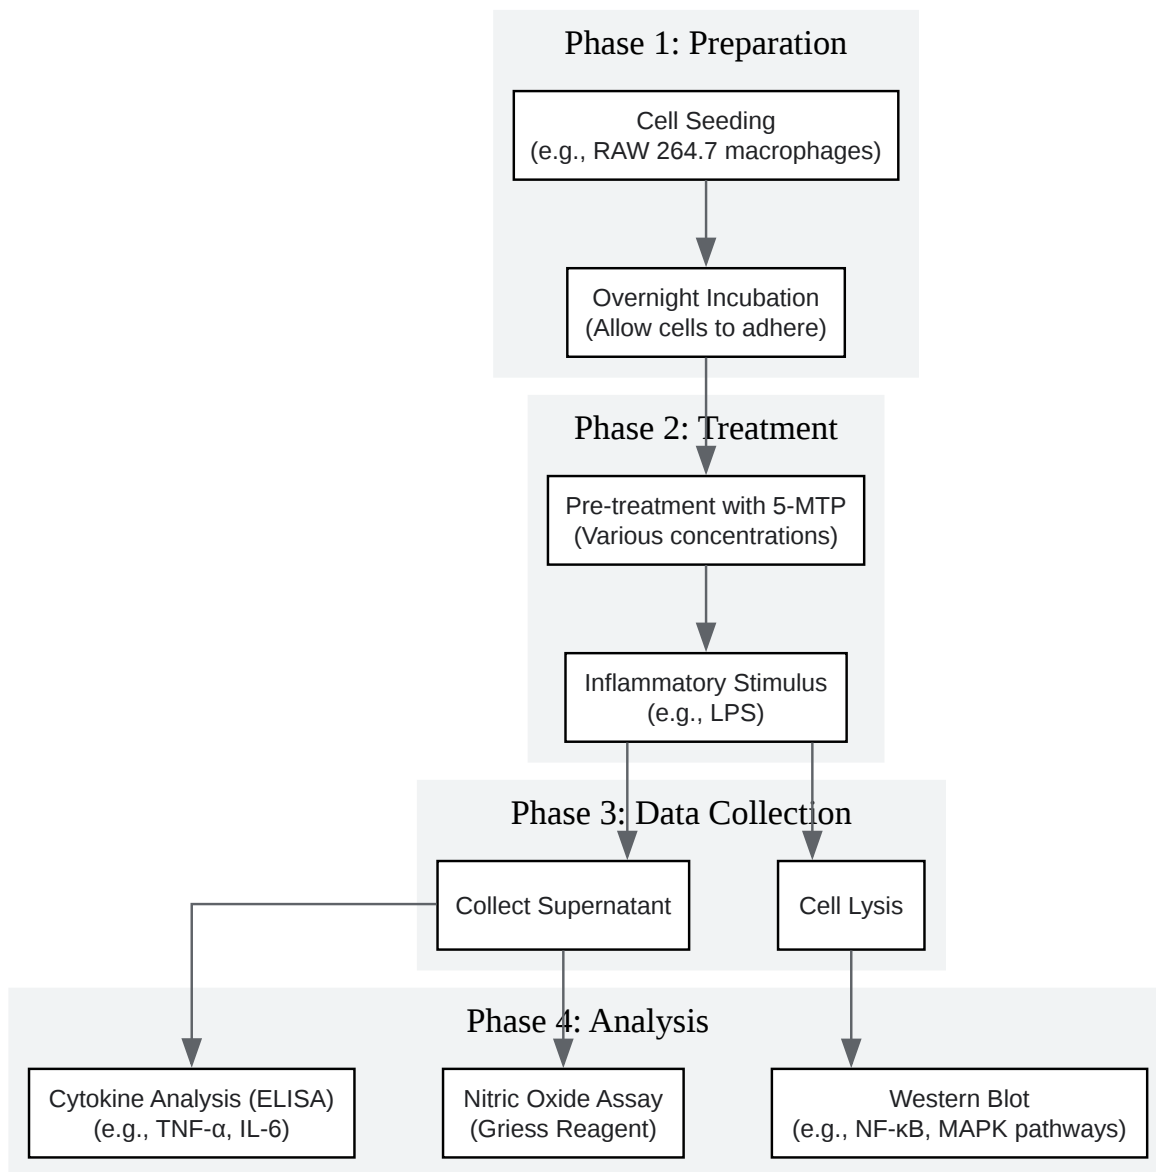 Phase 1: Preparation
Cell Seeding
(e.g., RAW 264.7 macrophages)
Overnight Incubation
(Allow cells to adhere)
Phase 2: Treatment
Pre-treatment with 5-MTP
(Various concentrations)
Inflammatory Stimulus
(e.g., LPS)
Phase 3: Data Collection
Collect Supernatant
Cell Lysis
Phase 4: Analysis
Cytokine Analysis (ELISA)
(e.g., TNF-α, IL-6)
Nitric Oxide Assay
(Griess Reagent)
Western Blot
(e.g., NF-κB, MAPK pathways)